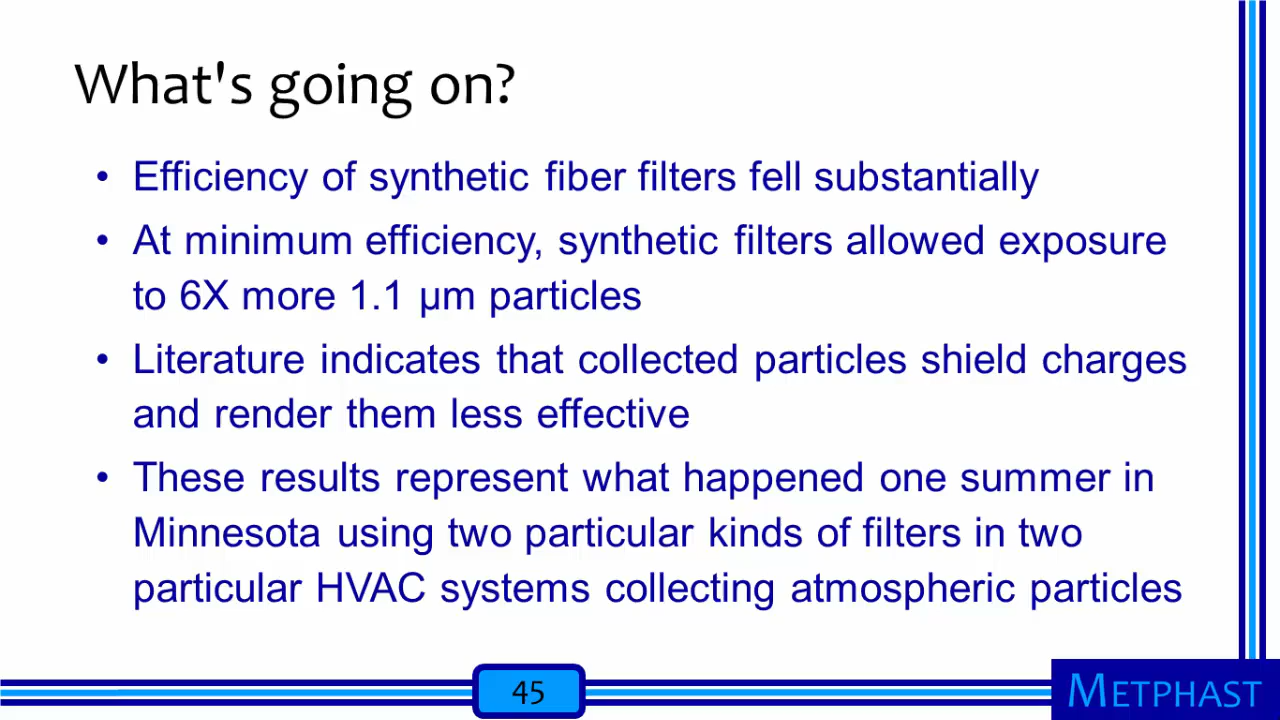 What's going on?
• Efficiency of synthetic fiber filters fell substantially
• At minimum efficiency, synthetic filters allowed exposure
to 6X more 1.1 µm particles
• Literature indicates that collected particles shield charges
and render them less effective
• These results represent what happened one summer in
Minnesota using two particular kinds of filters in two
particular HVAC systems collecting atmospheric particles
45
METPHAST